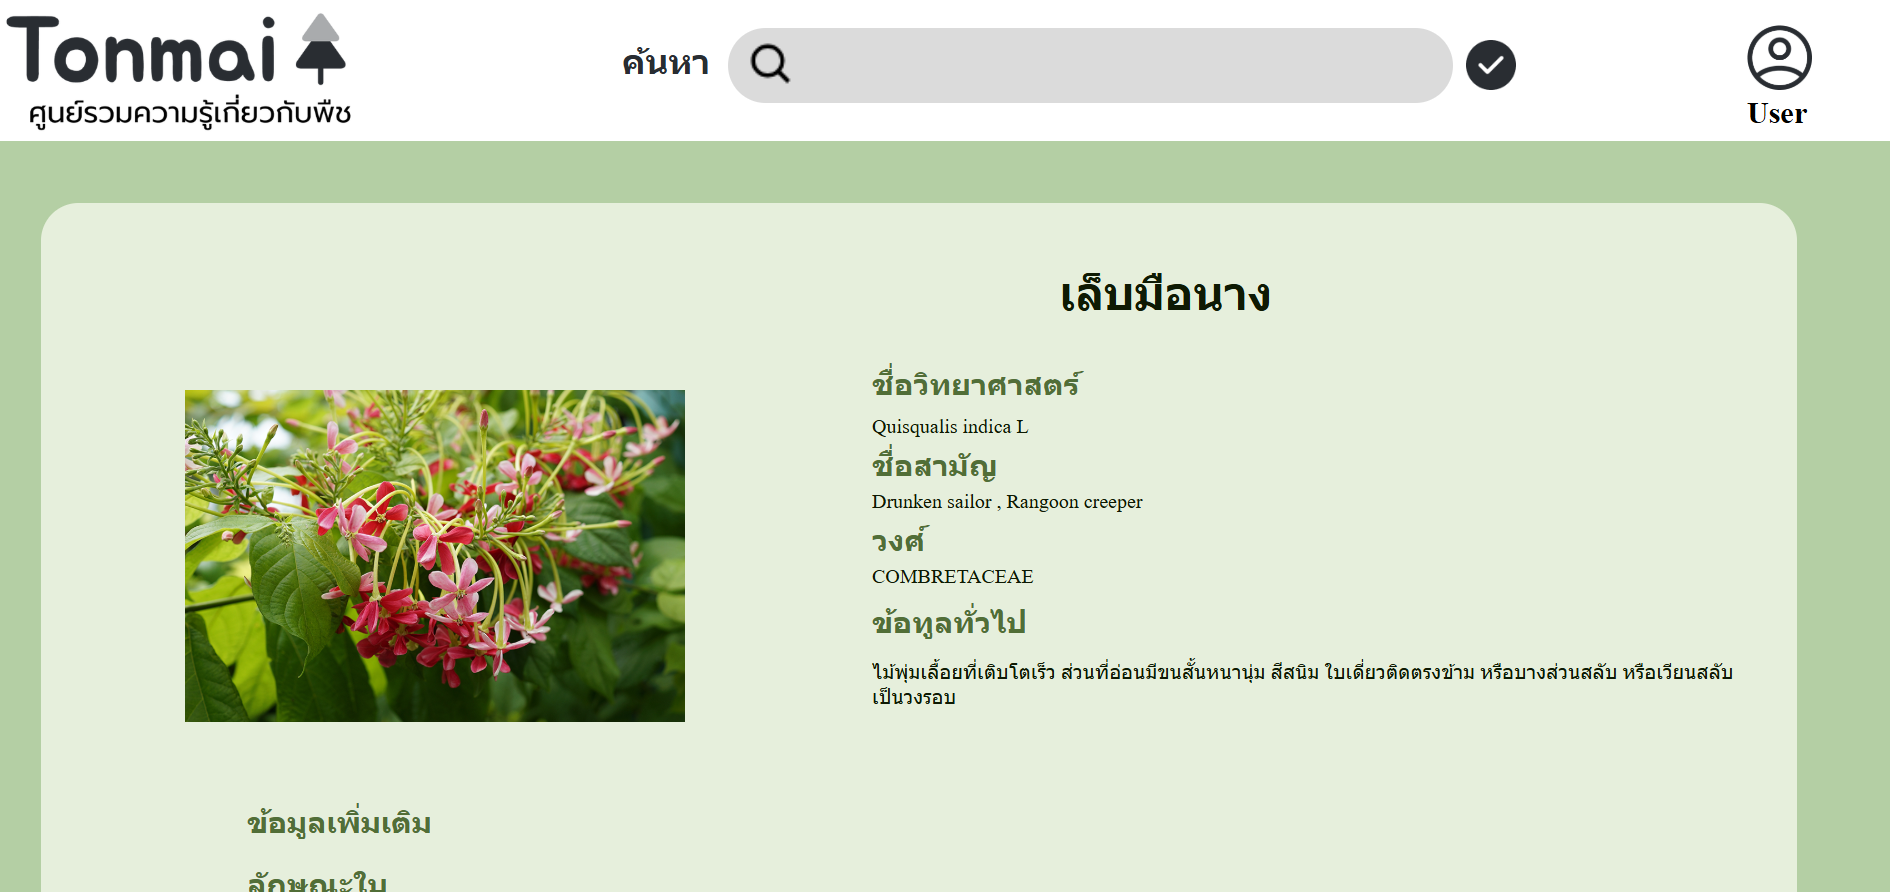 Tonmai
ศูนย์รวมความรู้เกี่ยวกับพืช
ค้นหา
User
เล็บมือนาง
ชื่อวิทยาศาสตร์
Quisqualis indica L
ชื่อสามัญ
Drunken sailor , Rangoon creeper
วงศ์
COMBRETACEAE
ข้อทูลทั่วไป
ไม้พุ่มเลื้อยที่เติบโตเร็ว ส่วนที่อ่อนมีขนสั้นหนานุ่ม สีสนิม ใบเดี่ยวติดตรงข้าม หรือบางส่วนสลับ หรือเวียนสลับ
เป็นวงรอบ
ข้อมูลเพิ่มเติม
ลักษณะใบ